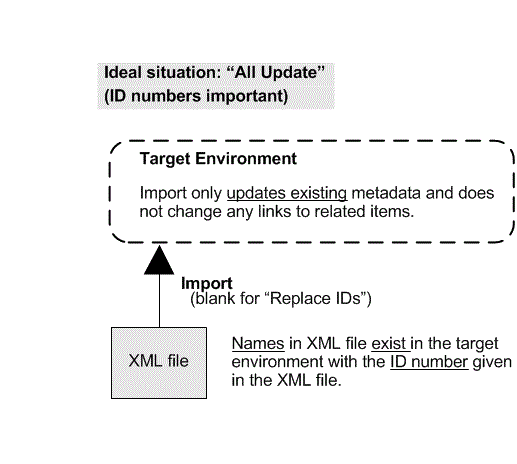 Ideal situation: “All Update”
(ID numbers important)
Target Environment
Import only updates existing metadata and does
not change any links to related items.
Import
(blank for “Replace IDs”)
XML file
Names in XML file exist in the target
environment with the ID number given
in the XML file.